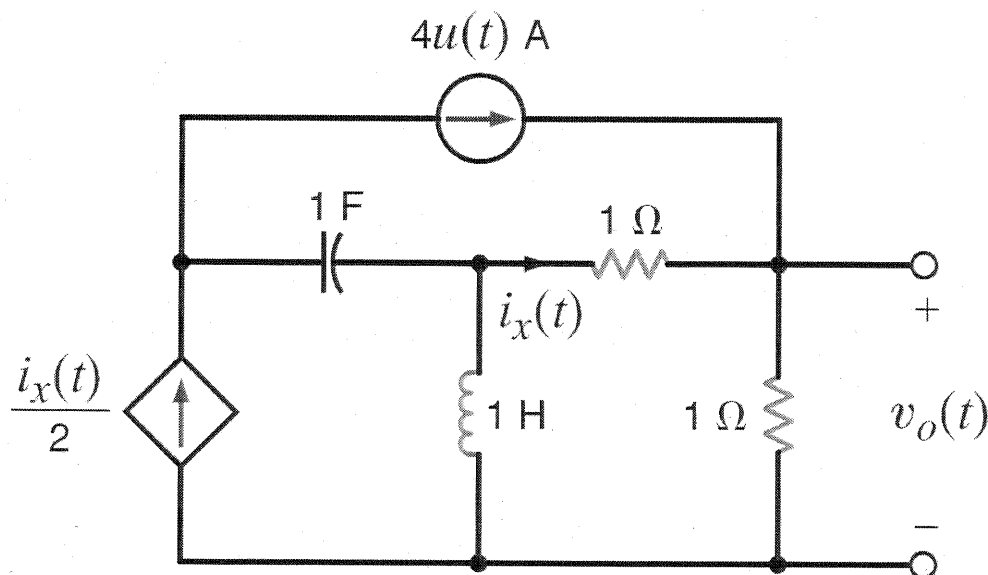 4u(t) A
1 F
1 Ω
i_x(t)
i_x(t)/2
1 H
1 Ω
+
v_o(t)
−